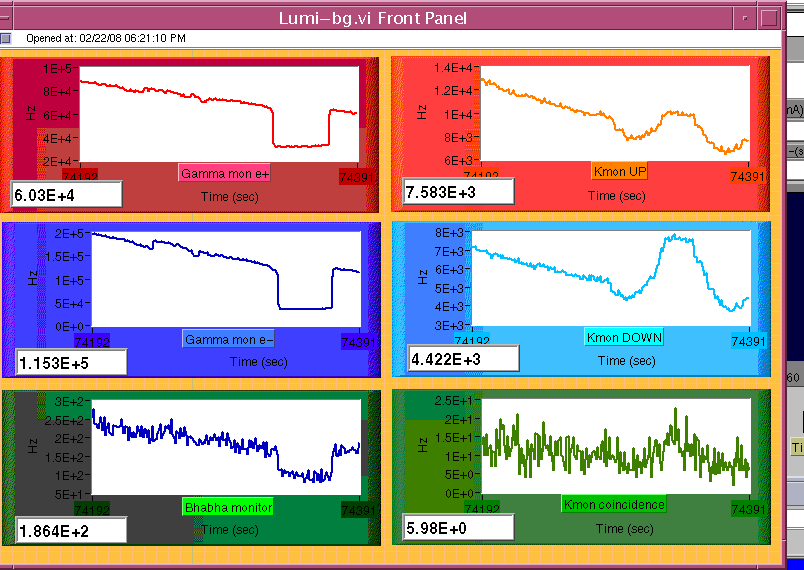 Lumi-bg.vi Front Panel
Opened at: 02/22/08 06:21:10 PM
1E+5
8E+4
6E+4
4E+4
2E+4
Hz
74192
Gamma mon e+
74391
6.03E+4
Time (sec)
1.4E+4
1E+4
8E+3
6E+3
Hz
74192
Kmon UP
74391
7.583E+3
Time (sec)
2E+5
1.5E+5
1E+5
5E+4
0E+0
Hz
74192
Gamma mon e-
74391
1.153E+5
Time (sec)
8E+3
7E+3
6E+3
5E+3
4E+3
3E+3
Hz
74192
Kmon DOWN
74391
4.422E+3
Time (sec)
3E+2
2.5E+2
2E+2
1.5E+2
1E+2
5E+1
Hz
74192
Bhabha monitor
74391
1.864E+2
Time (sec)
2.5E+1
2E+1
1.5E+1
1E+1
5E+0
0E+0
Hz
74192
Kmon coincidence
74391
5.98E+0
Time (sec)
mA)
-(s
60
Ti